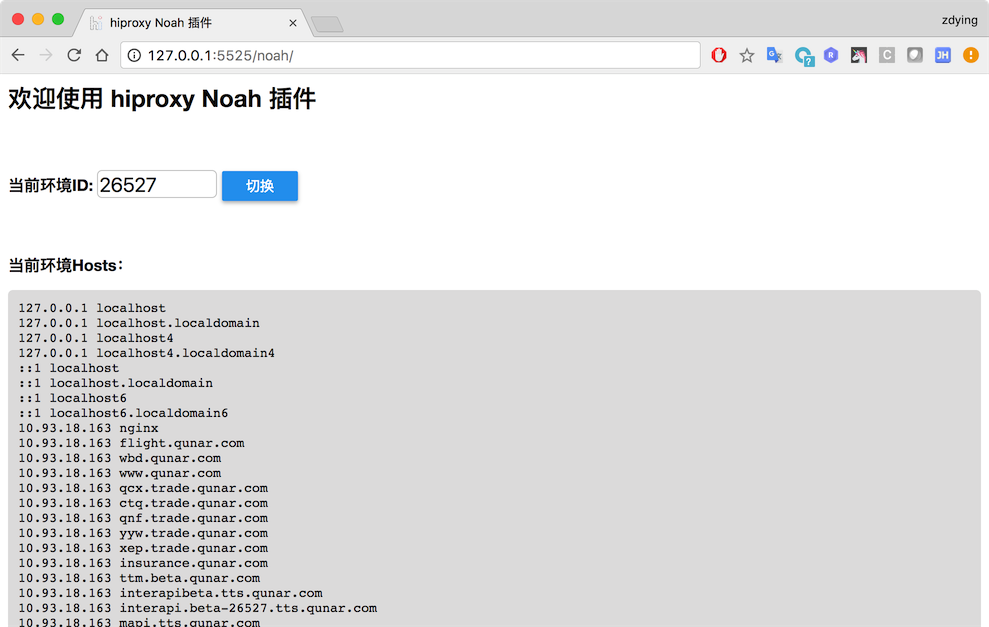 hiproxy Noah 插件
zdying
127.0.0.1:5525/noah/
欢迎使用 hiproxy Noah 插件
当前环境ID: 26527 切换
当前环境Hosts:
127.0.0.1 localhost
127.0.0.1 localhost.localdomain
127.0.0.1 localhost4
127.0.0.1 localhost4.localdomain4
::1 localhost
::1 localhost.localdomain
::1 localhost6
::1 localhost6.localdomain6
10.93.18.163 nginx
10.93.18.163 flight.qunar.com
10.93.18.163 wbd.qunar.com
10.93.18.163 www.qunar.com
10.93.18.163 qcx.trade.qunar.com
10.93.18.163 ctq.trade.qunar.com
10.93.18.163 qnf.trade.qunar.com
10.93.18.163 yyw.trade.qunar.com
10.93.18.163 xep.trade.qunar.com
10.93.18.163 insurance.qunar.com
10.93.18.163 ttm.beta.qunar.com
10.93.18.163 interapibeta.tts.qunar.com
10.93.18.163 interapi.beta-26527.tts.qunar.com
10.93.18.163 mapi.tts.qunar.com